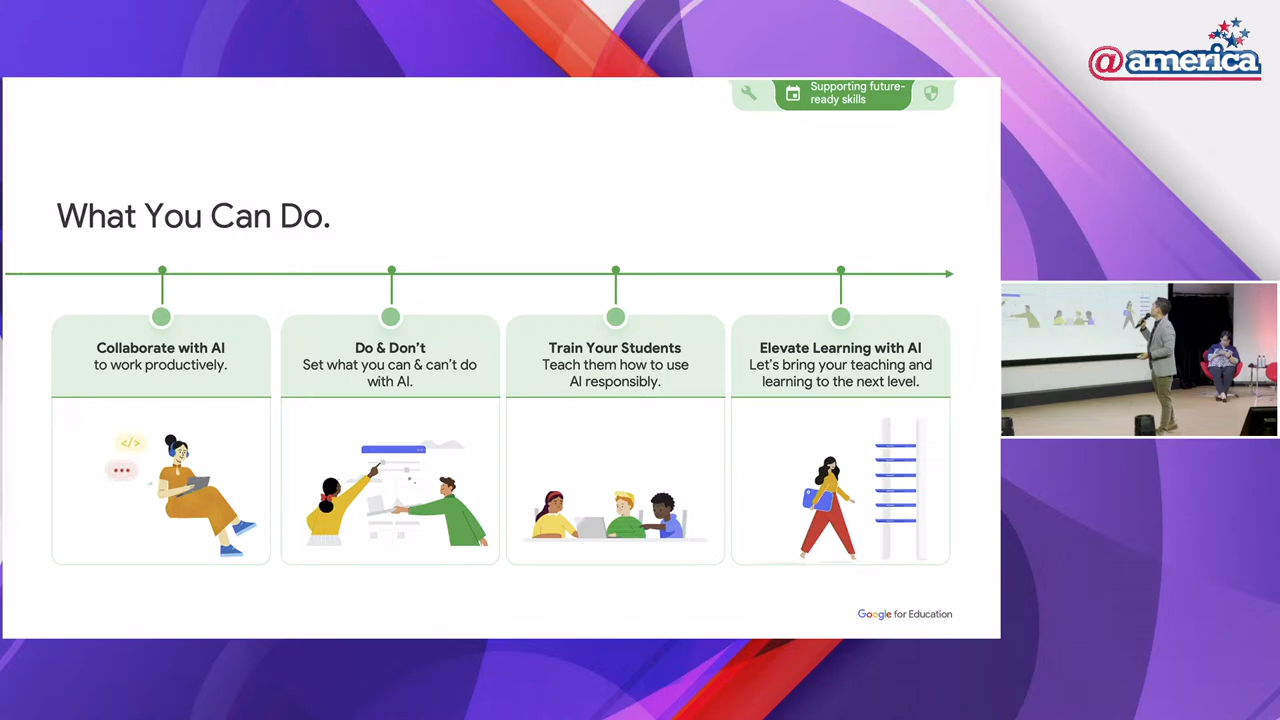 @america
Supporting future-
ready skills
What You Can Do.
Collaborate with AI
to work productively.
Do & Don't
Set what you can & can't do
with AI.
Train Your Students
Teach them how to use
AI responsibly.
Elevate Learning with AI
Let's bring your teaching and
learning to the next level.
</>
Google for Education